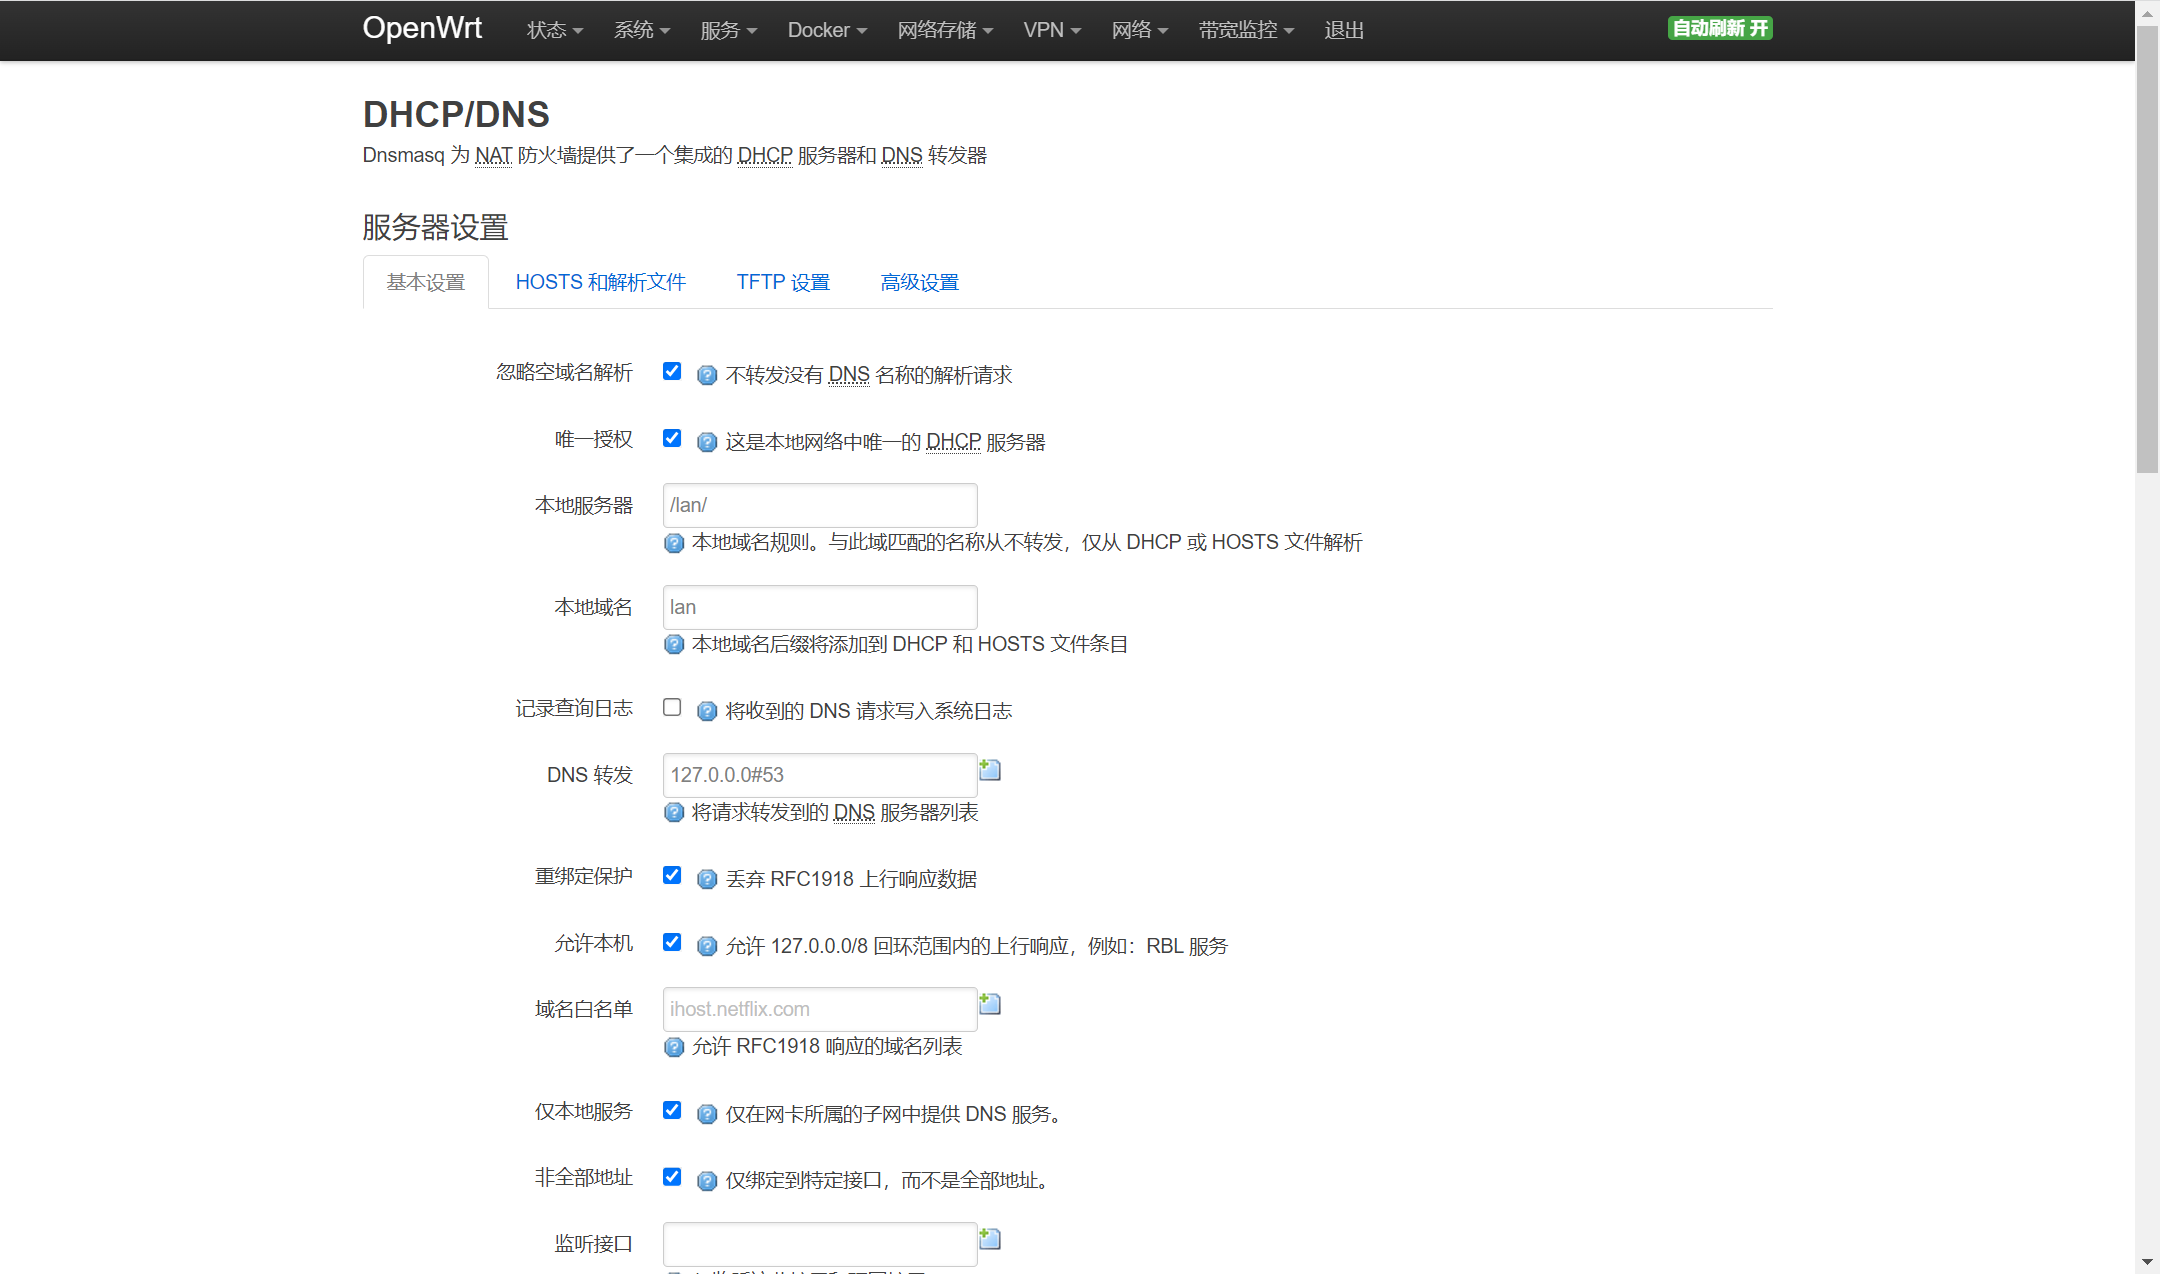 OpenWrt 状态 系统 服务 Docker 网络存储 VPN 网络 带宽监控 退出 自动刷新 开
DHCP/DNS
Dnsmasq 为 NAT 防火墙提供了一个集成的 DHCP 服务器和 DNS 转发器
服务器设置
基本设置 HOSTS 和解析文件 TFTP 设置 高级设置
忽略空域名解析 不转发没有 DNS 名称的解析请求
唯一授权 这是本地网络中唯一的 DHCP 服务器
本地服务器 /lan/
本地域名规则。与此域匹配的名称从不转发，仅从 DHCP 或 HOSTS 文件解析
本地域名 lan
本地域名后缀将添加到 DHCP 和 HOSTS 文件条目
记录查询日志 将收到的 DNS 请求写入系统日志
DNS 转发 127.0.0.0#53
将请求转发到的 DNS 服务器列表
重绑定保护 丢弃 RFC1918 上行响应数据
允许本机 允许 127.0.0.0/8 回环范围内的上行响应，例如：RBL 服务
域名白名单 ihost.netflix.com
允许 RFC1918 响应的域名列表
仅本地服务 仅在网卡所属的子网中提供 DNS 服务。
非全部地址 仅绑定到特定接口，而不是全部地址。
监听接口